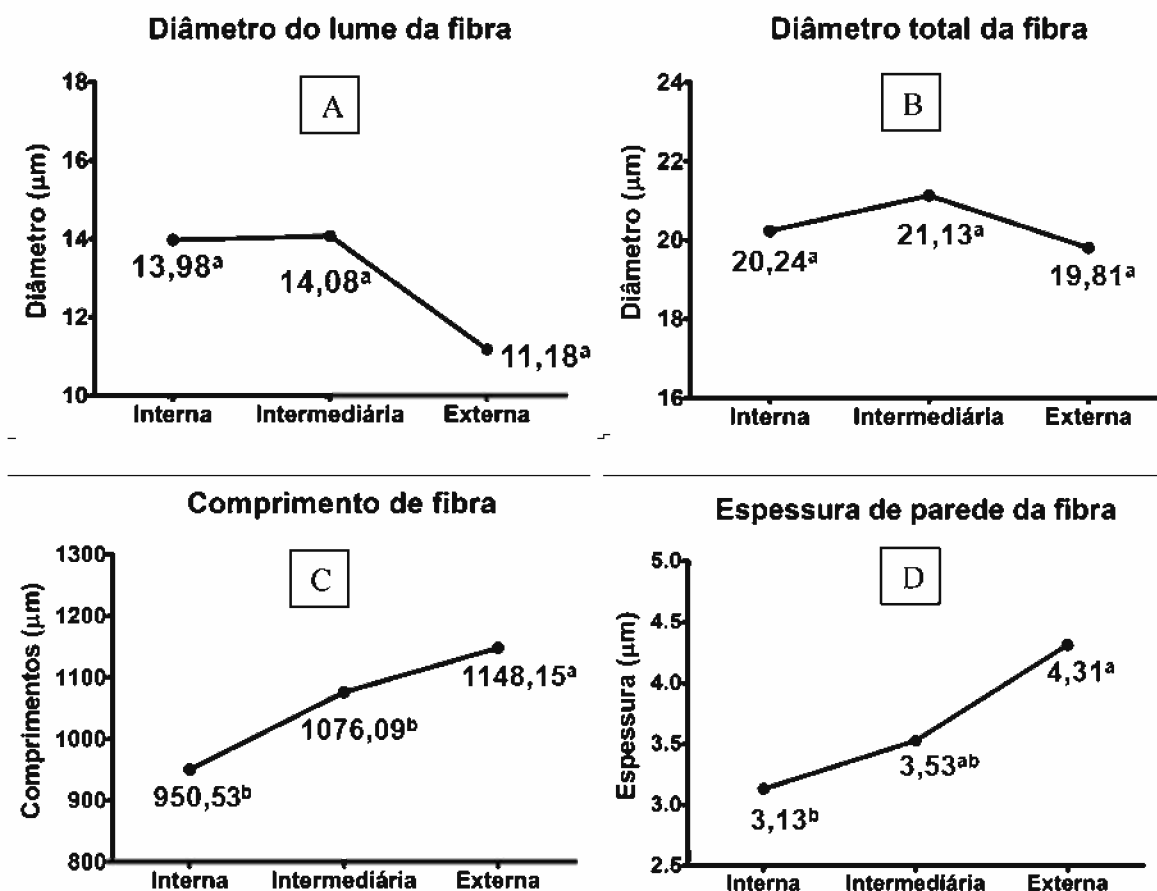 Diâmetro do lume da fibra
A
Diâmetro (µm)
18
16
14
12
10
13,98ᵃ
14,08ᵃ
11,18ᵃ
Interna Intermediária Externa
Diâmetro total da fibra
B
Diâmetro (µm)
24
22
20
18
16
20,24ᵃ
21,13ᵃ
19,81ᵃ
Interna Intermediária Externa
Comprimento de fibra
C
Comprimentos (µm)
1300
1200
1100
1000
900
800
950,53ᵇ
1076,09ᵇ
1148,15ᵃ
Interna Intermediária Externa
Espessura de parede da fibra
D
Espessura (µm)
5.0
4.5
4.0
3.5
3.0
2.5
3,13ᵇ
3,53ᵃᵇ
4,31ᵃ
Interna Intermediária Externa